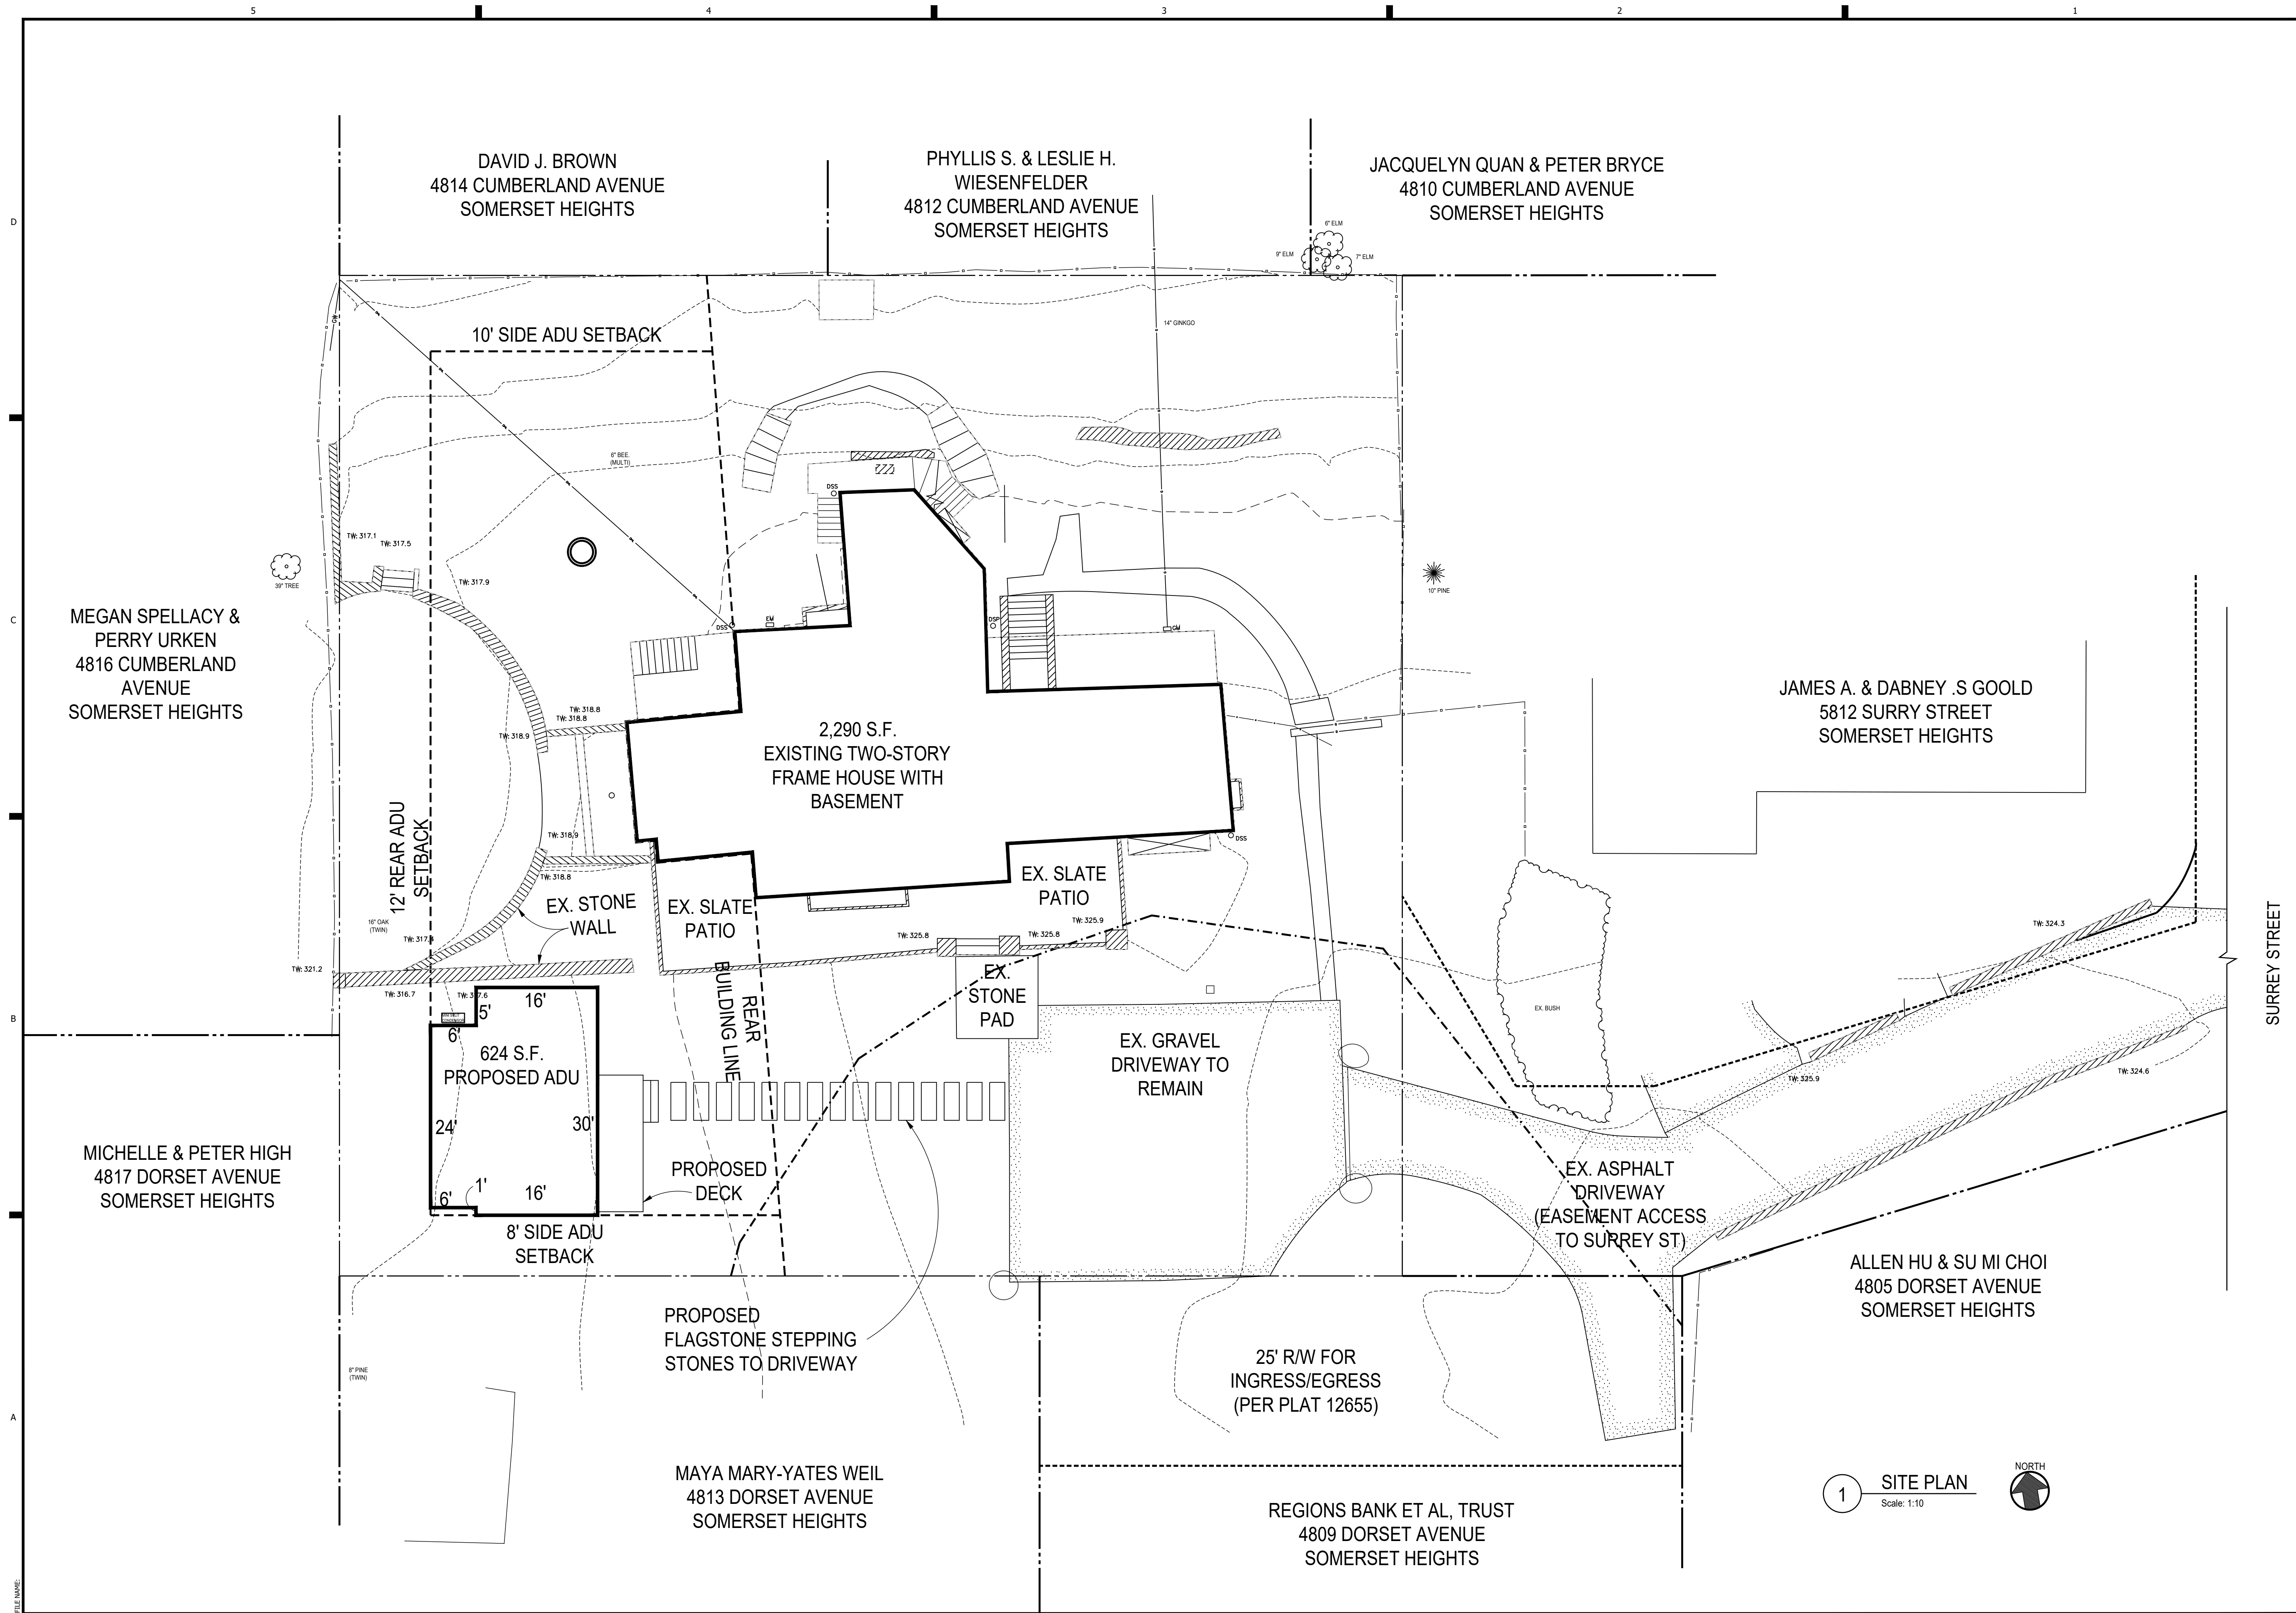 5
4
3
2
1
D
C
B
A
DAVID J. BROWN
4814 CUMBERLAND AVENUE
SOMERSET HEIGHTS
PHYLLIS S. & LESLIE H.
WIESENFELDER
4812 CUMBERLAND AVENUE
SOMERSET HEIGHTS
JACQUELYN QUAN & PETER BRYCE
4810 CUMBERLAND AVENUE
SOMERSET HEIGHTS
6" ELM
9" ELM
7" ELM
14" GINKGO
10' SIDE ADU SETBACK
6" BEE.
(MULTI)
DSS
TW: 317.1
TW: 317.5
TW: 317.9
39" TREE
10" PINE
MEGAN SPELLACY &
PERRY URKEN
4816 CUMBERLAND
AVENUE
SOMERSET HEIGHTS
DSS
EM
DSP
GM
TW: 318.8
TW: 318.8
TW: 318.9
2,290 S.F.
EXISTING TWO-STORY
FRAME HOUSE WITH
BASEMENT
JAMES A. & DABNEY .S GOOLD
5812 SURRY STREET
SOMERSET HEIGHTS
12' REAR ADU
SETBACK
TW: 318.9
TW: 318.8
DSS
EX. STONE
WALL
EX. SLATE
PATIO
EX. SLATE
PATIO
16" OAK
(TWIN)
TW: 325.9
TW: 325.8
TW: 325.8
TW: 324.3
TW: 321.2
TW: 316.7
REAR
BUILDING LINE
EX.
STONE
PAD
EX. BUSH
SURREY STREET
16'
5'
6'
624 S.F.
PROPOSED ADU
24'
30'
6'
1'
16'
EX. GRAVEL
DRIVEWAY TO
REMAIN
TW: 325.9
TW: 324.6
MICHELLE & PETER HIGH
4817 DORSET AVENUE
SOMERSET HEIGHTS
PROPOSED
DECK
EX. ASPHALT
DRIVEWAY
(EASEMENT ACCESS
TO SURREY ST)
8' SIDE ADU
SETBACK
ALLEN HU & SU MI CHOI
4805 DORSET AVENUE
SOMERSET HEIGHTS
PROPOSED
FLAGSTONE STEPPING
STONES TO DRIVEWAY
8" PINE
(TWIN)
25' R/W FOR
INGRESS/EGRESS
(PER PLAT 12655)
MAYA MARY-YATES WEIL
4813 DORSET AVENUE
SOMERSET HEIGHTS
REGIONS BANK ET AL, TRUST
4809 DORSET AVENUE
SOMERSET HEIGHTS
1
SITE PLAN
Scale: 1:10
NORTH
FILE NAME: